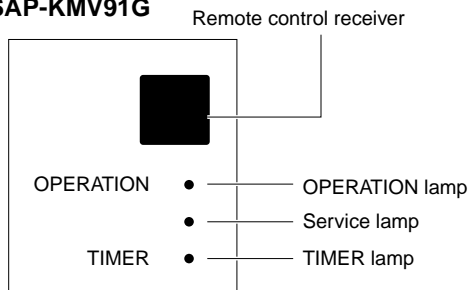 SAP-KMV91G
Remote control receiver
OPERATION
OPERATION lamp
Service lamp
TIMER
TIMER lamp